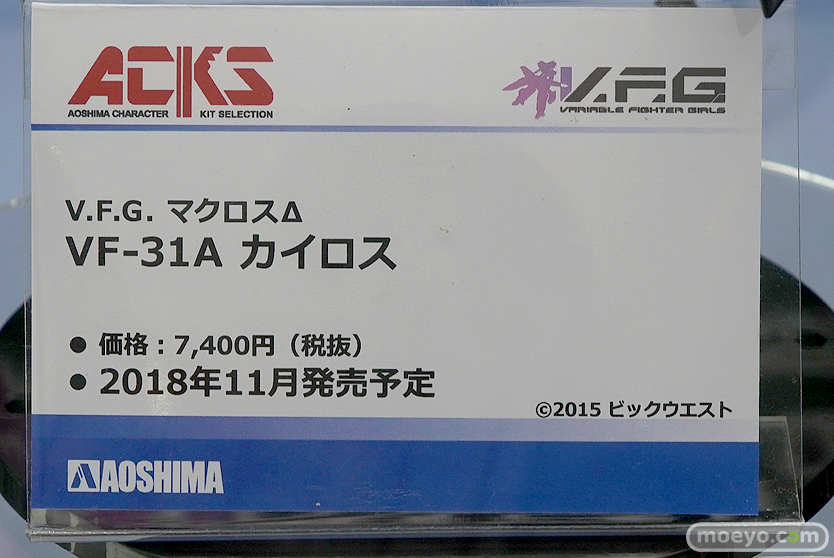 ACKS
AOSHIMA CHARACTER KIT SELECTION
V.F.G.
VARIABLE FIGHTER GIRLS
V.F.G. マクロスΔ
VF-31A カイロス
● 価格：7,400円（税抜）
● 2018年11月発売予定
©2015 ビックウエスト
AOSHIMA
moeyo.com